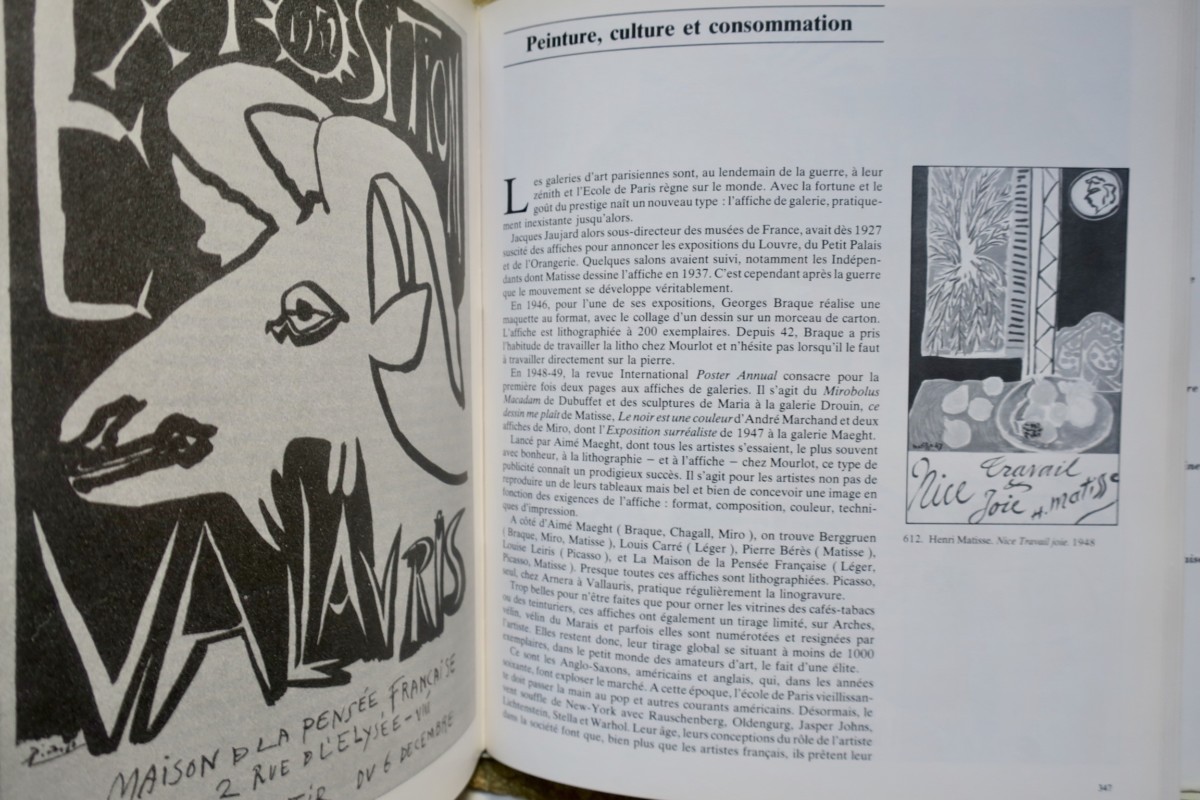 EXPOSITION
VALLAURIS
Picasso
MAISON DE LA PENSÉE FRANÇAISE
2 RUE DE L'ELYSÉE-VIII
DU 6 DECEMBRE
Peinture, culture et consommation
Les galeries d'art parisiennes sont, au lendemain de la guerre, à leur
zénith et l'Ecole de Paris règne sur le monde. Avec la fortune et le
goût du prestige naît un nouveau type : l'affiche de galerie, pratique-
ment inexistante jusqu'alors.
Jacques Jaujard alors sous-directeur des musées de France, avait dès 1927
suscité des affiches pour annoncer les expositions du Louvre, du Petit Palais
et de l'Orangerie. Quelques salons avaient suivi, notamment les Indépen-
dants dont Matisse dessine l'affiche en 1937. C'est cependant après la guerre
que le mouvement se développe véritablement.
En 1946, pour l'une de ses expositions, Georges Braque réalise une
maquette au format, avec le collage d'un dessin sur un morceau de carton.
L'affiche est lithographiée à 200 exemplaires. Depuis 42, Braque a pris
l'habitude de travailler la litho chez Mourlot et n'hésite pas lorsqu'il le faut
à travailler directement sur la pierre.
En 1948-49, la revue International Poster Annual consacre pour la
première fois deux pages aux affiches de galeries. Il s'agit du Mirobolus
Macadam de Dubuffet et des sculptures de Maria à la galerie Drouin, ce
dessin me plaît de Matisse, Le noir est une couleur d'André Marchand et deux
affiches de Miro, dont l'Exposition surréaliste de 1947 à la galerie Maeght.
Lancé par Aimé Maeght, dont tous les artistes s'essaient, le plus souvent
avec bonheur, à la lithographie – et à l'affiche – chez Mourlot, ce type de
publicité connaît un prodigieux succès. Il s'agit pour les artistes non pas de
reproduire un de leurs tableaux mais bel et bien de concevoir une image en
fonction des exigences de l'affiche : format, composition, couleur, techni-
ques d'impression.
A côté d'Aimé Maeght ( Braque, Chagall, Miro ), on trouve Berggruen
( Braque, Miro, Matisse ), Louis Carré ( Léger ), Pierre Bérès ( Matisse ),
Louise Leiris ( Picasso ), et La Maison de la Pensée Française ( Léger,
Picasso, Matisse ). Presque toutes ces affiches sont lithographiées. Picasso,
seul, chez Arnera à Vallauris, pratique régulièrement la linogravure.
Trop belles pour n'être faites que pour orner les vitrines des cafés-tabacs
ou des teinturiers, ces affiches ont également un tirage limité, sur Arches,
vélin, vélin du Marais et parfois elles sont numérotées et resignées par
l'artiste. Elles restent donc, leur tirage global se situant à moins de 1000
exemplaires, dans le petit monde des amateurs d'art, le fait d'une élite.
Ce sont les Anglo-Saxons, américains et anglais, qui, dans les années
soixante, font exploser le marché. A cette époque, l'école de Paris vieillissan-
te doit passer la main au pop et autres courants américains. Désormais, le
vent souffle de New-York avec Rauschenberg, Oldengurg, Jasper Johns,
Lichtenstein, Stella et Warhol. Leur âge, leurs conceptions du rôle de l'artiste
dans la société font que, bien plus que les artistes français, ils prêtent leur
Nice Travail & Joie H. matisse
612. Henri Matisse. Nice Travail joie. 1948
347